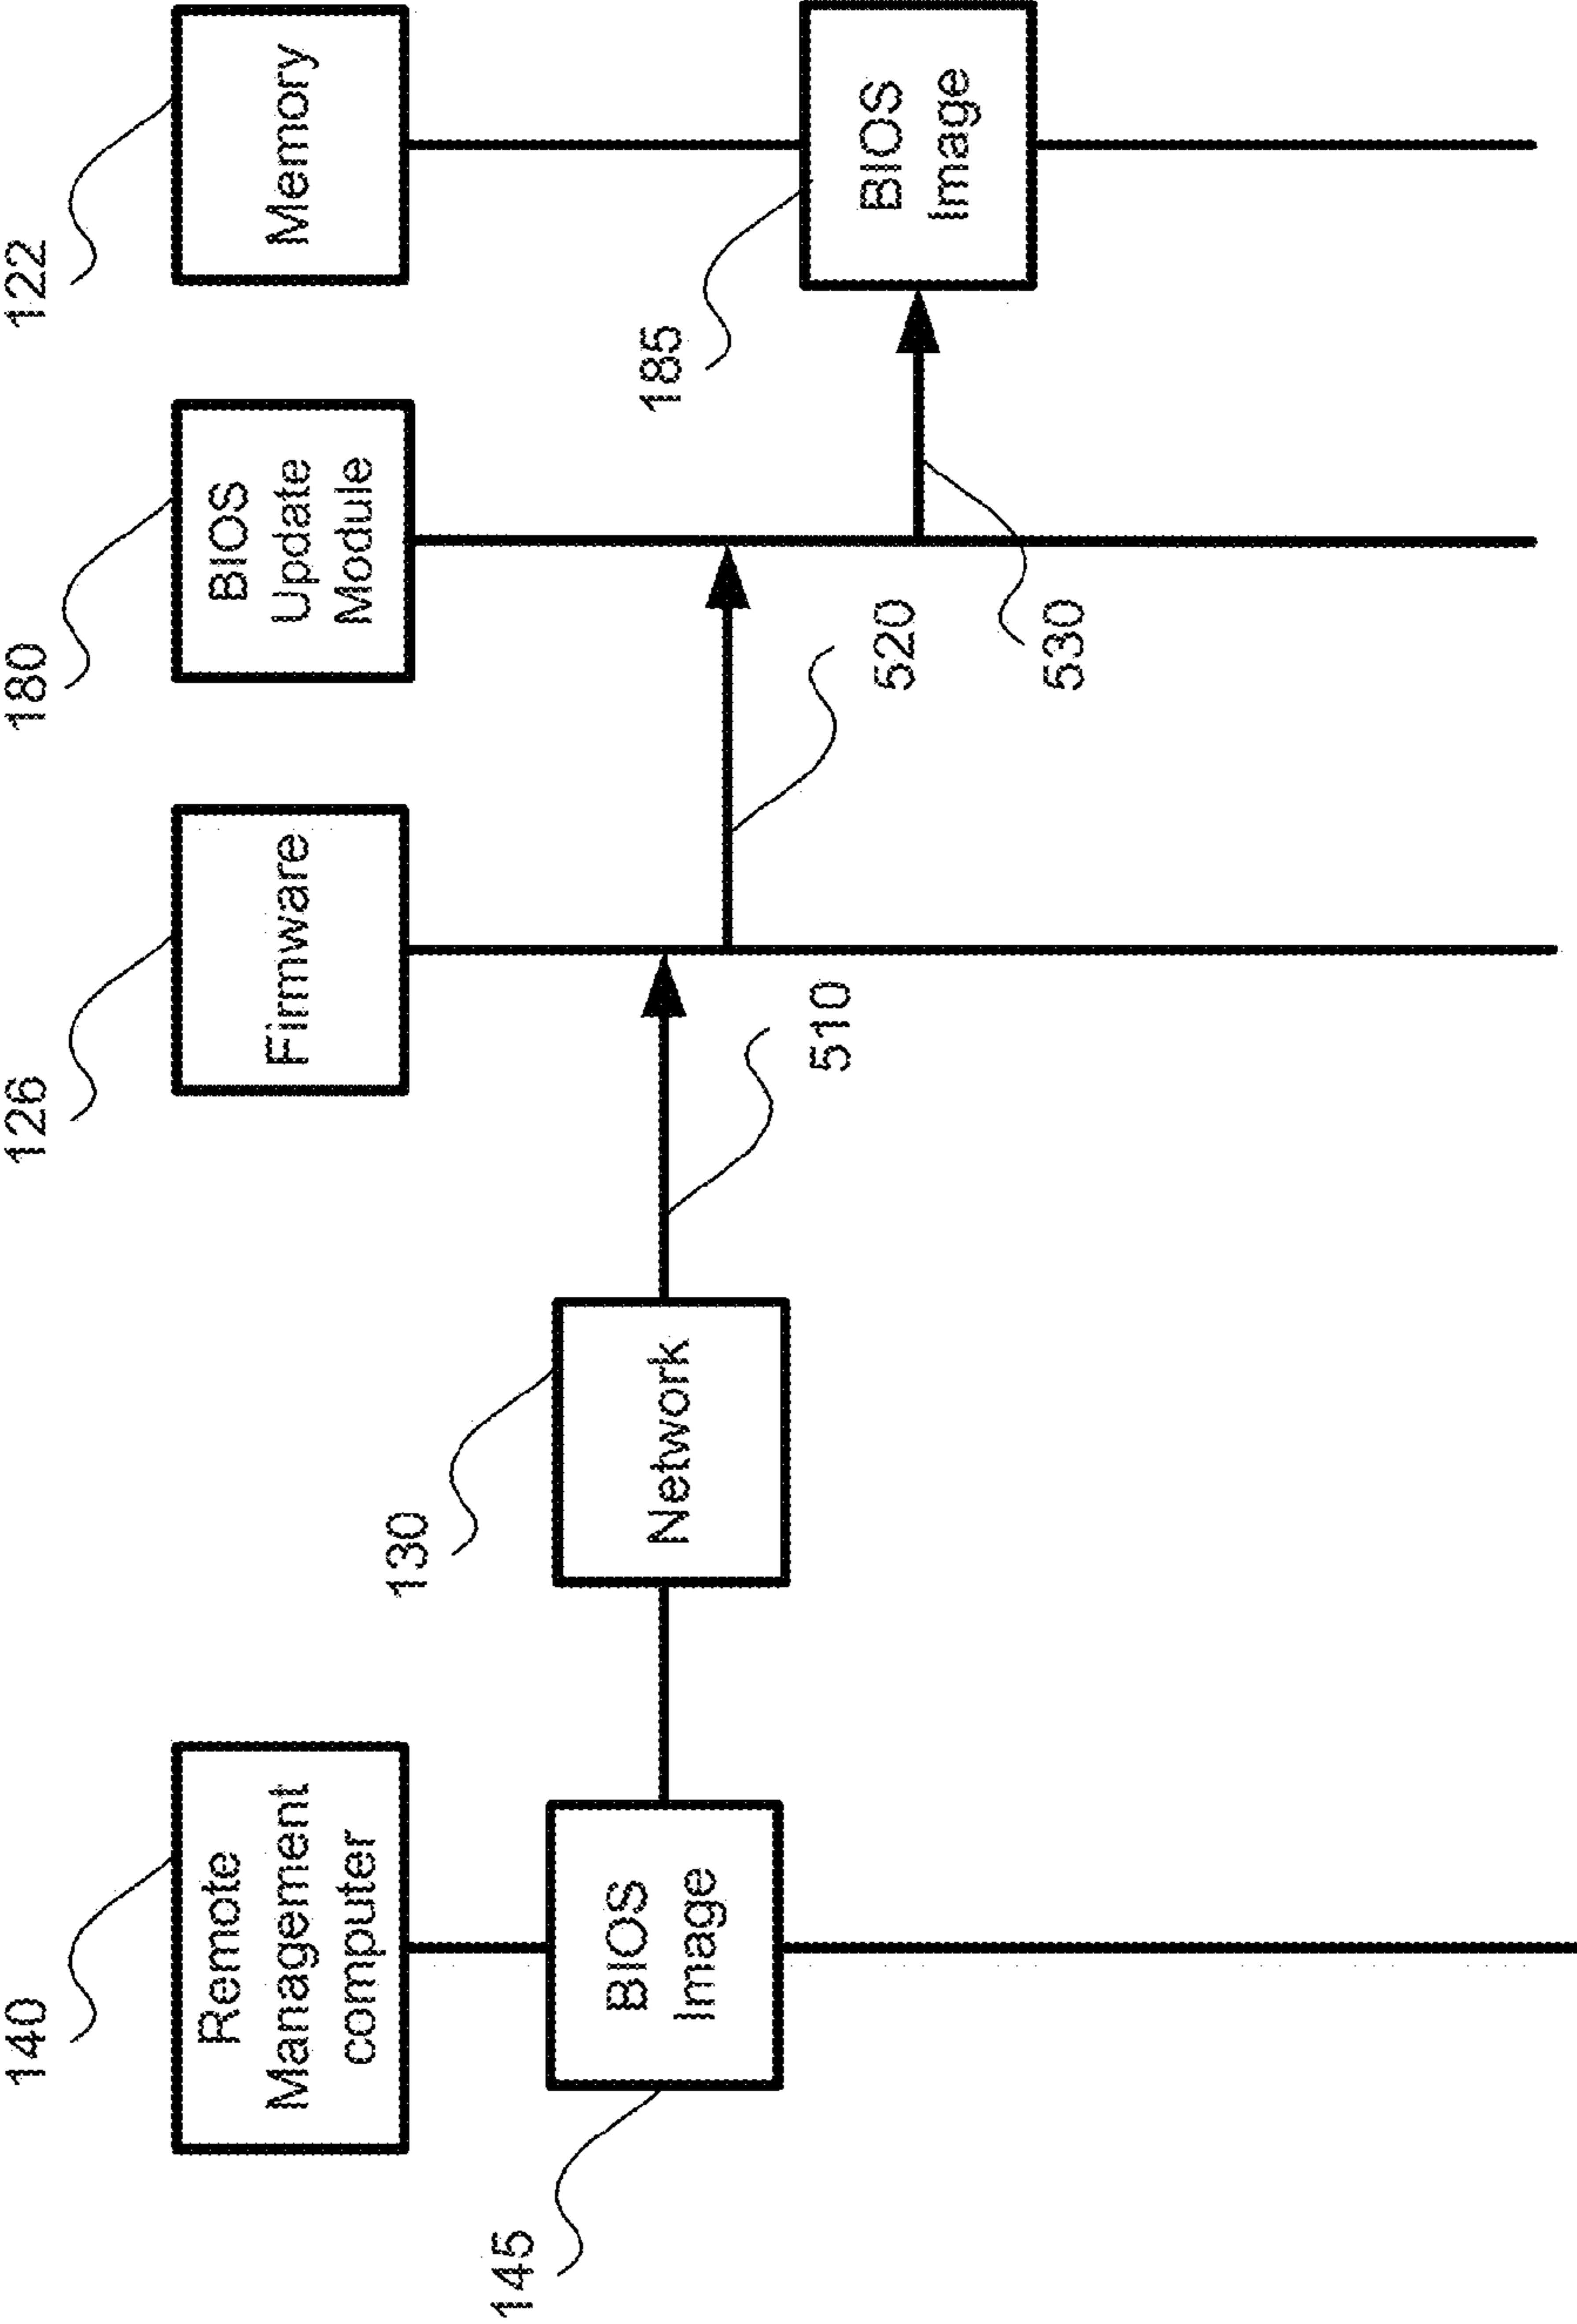 140
Remote
Management
computer
126
Firmware
180
BIOS
Update
Module
122
Memory
145
BIOS
Image
130
Network
510
520
185
BIOS
Image
530